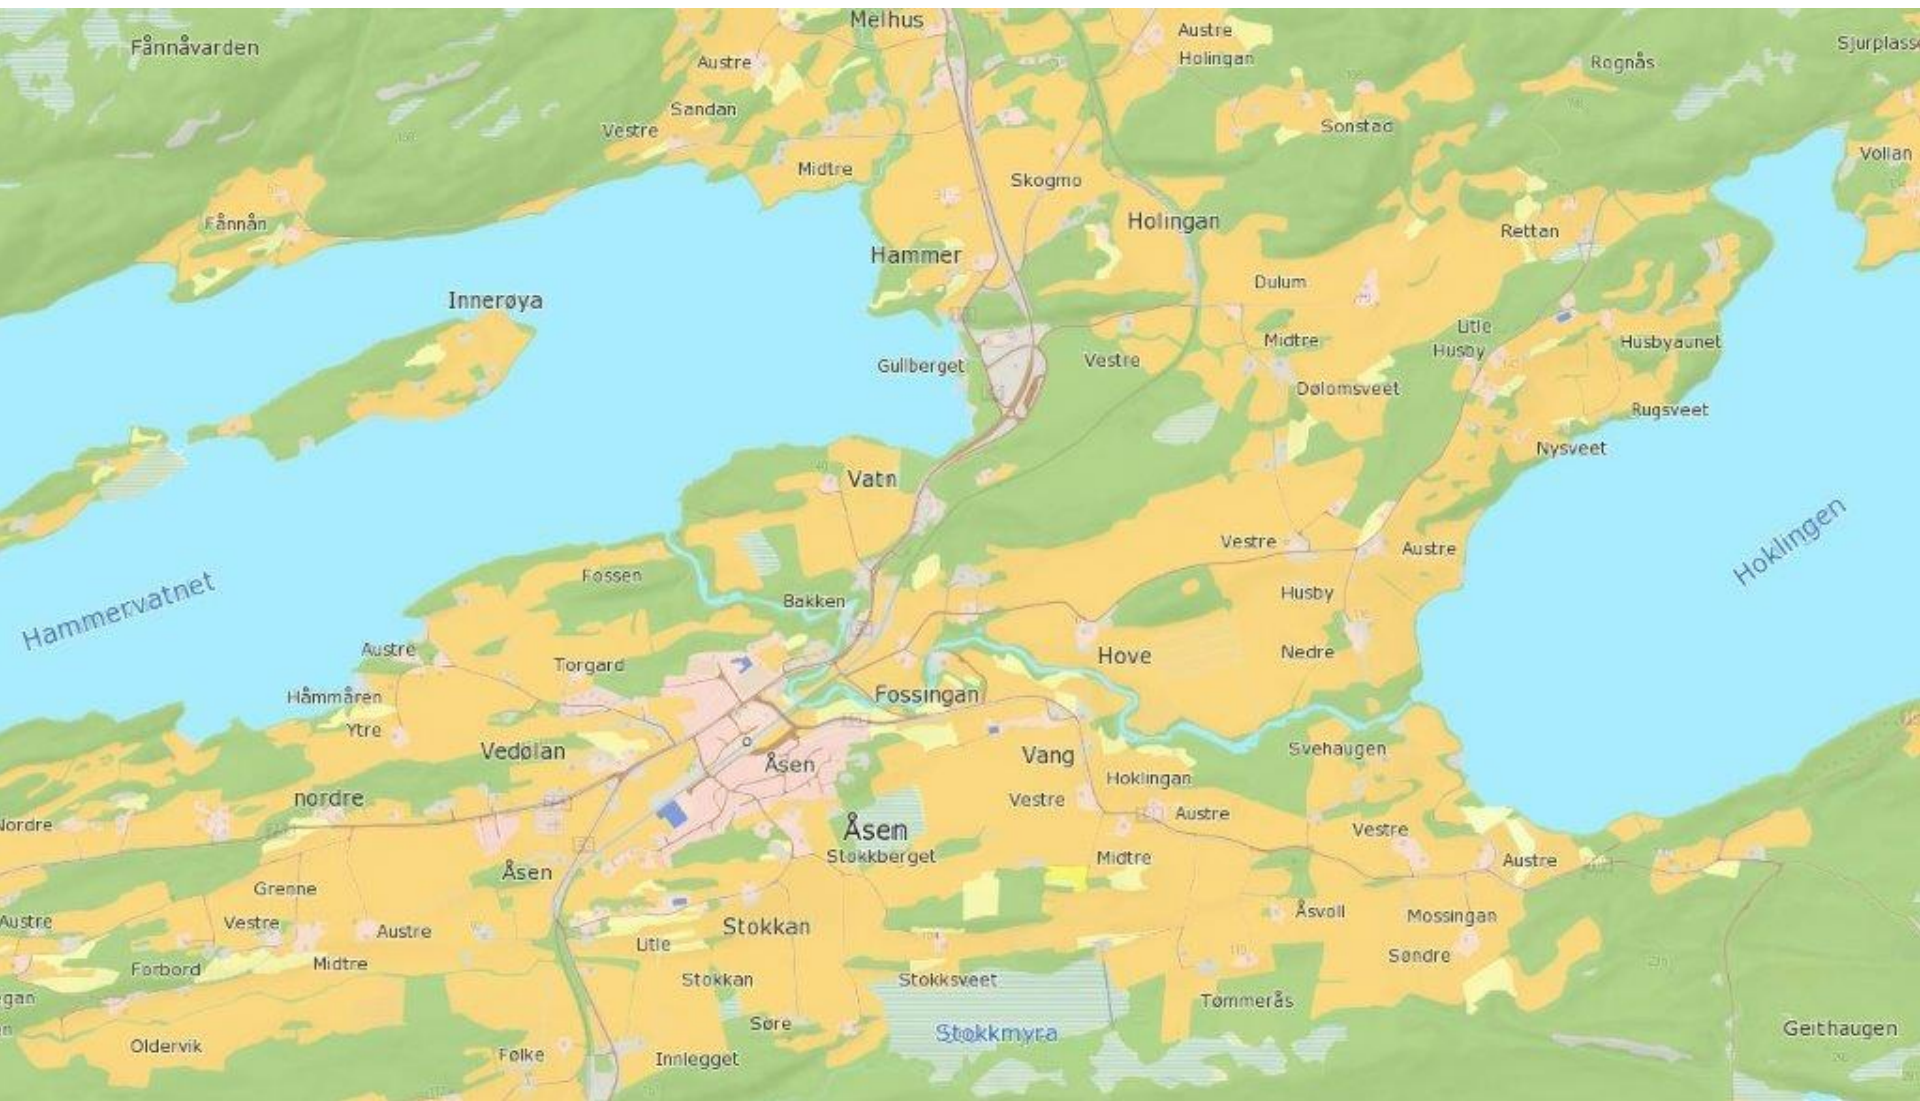 Melhus
Austre
Holingan
Fånnåvarden
Rognås
Austre
Sandan
Sonstad
Vestre
Vollan
Midtre
Skogmo
Fånnån
Holingan
Rettan
Hammer
Dulum
Innerøya
Litle
Husby
Midtre
Husbyaunet
Gullberget
Vestre
Dølomsveet
Rugsveet
Nysveet
Vatn
Hoklingen
Vestre
Austre
Fossen
Hammervatnet
Bakken
Husby
Austre
Torgard
Hove
Nedre
Håmmåren
Fossingan
Ytre
Vedølan
Vang
Svehaugen
Åsen
Hoklingan
nordre
Vestre
Austre
Nordre
Åsen
Vestre
Stokkberget
Midtre
Austre
Åsen
Grenne
Austre
Vestre
Austre
Stokkan
Åsvoll
Mossingan
Litle
Søndre
Forbord
Midtre
Stokkan
Stokksveet
Tømmerås
Søre
Stokkmyra
Geithaugen
Oldervik
Følke
Innlegget